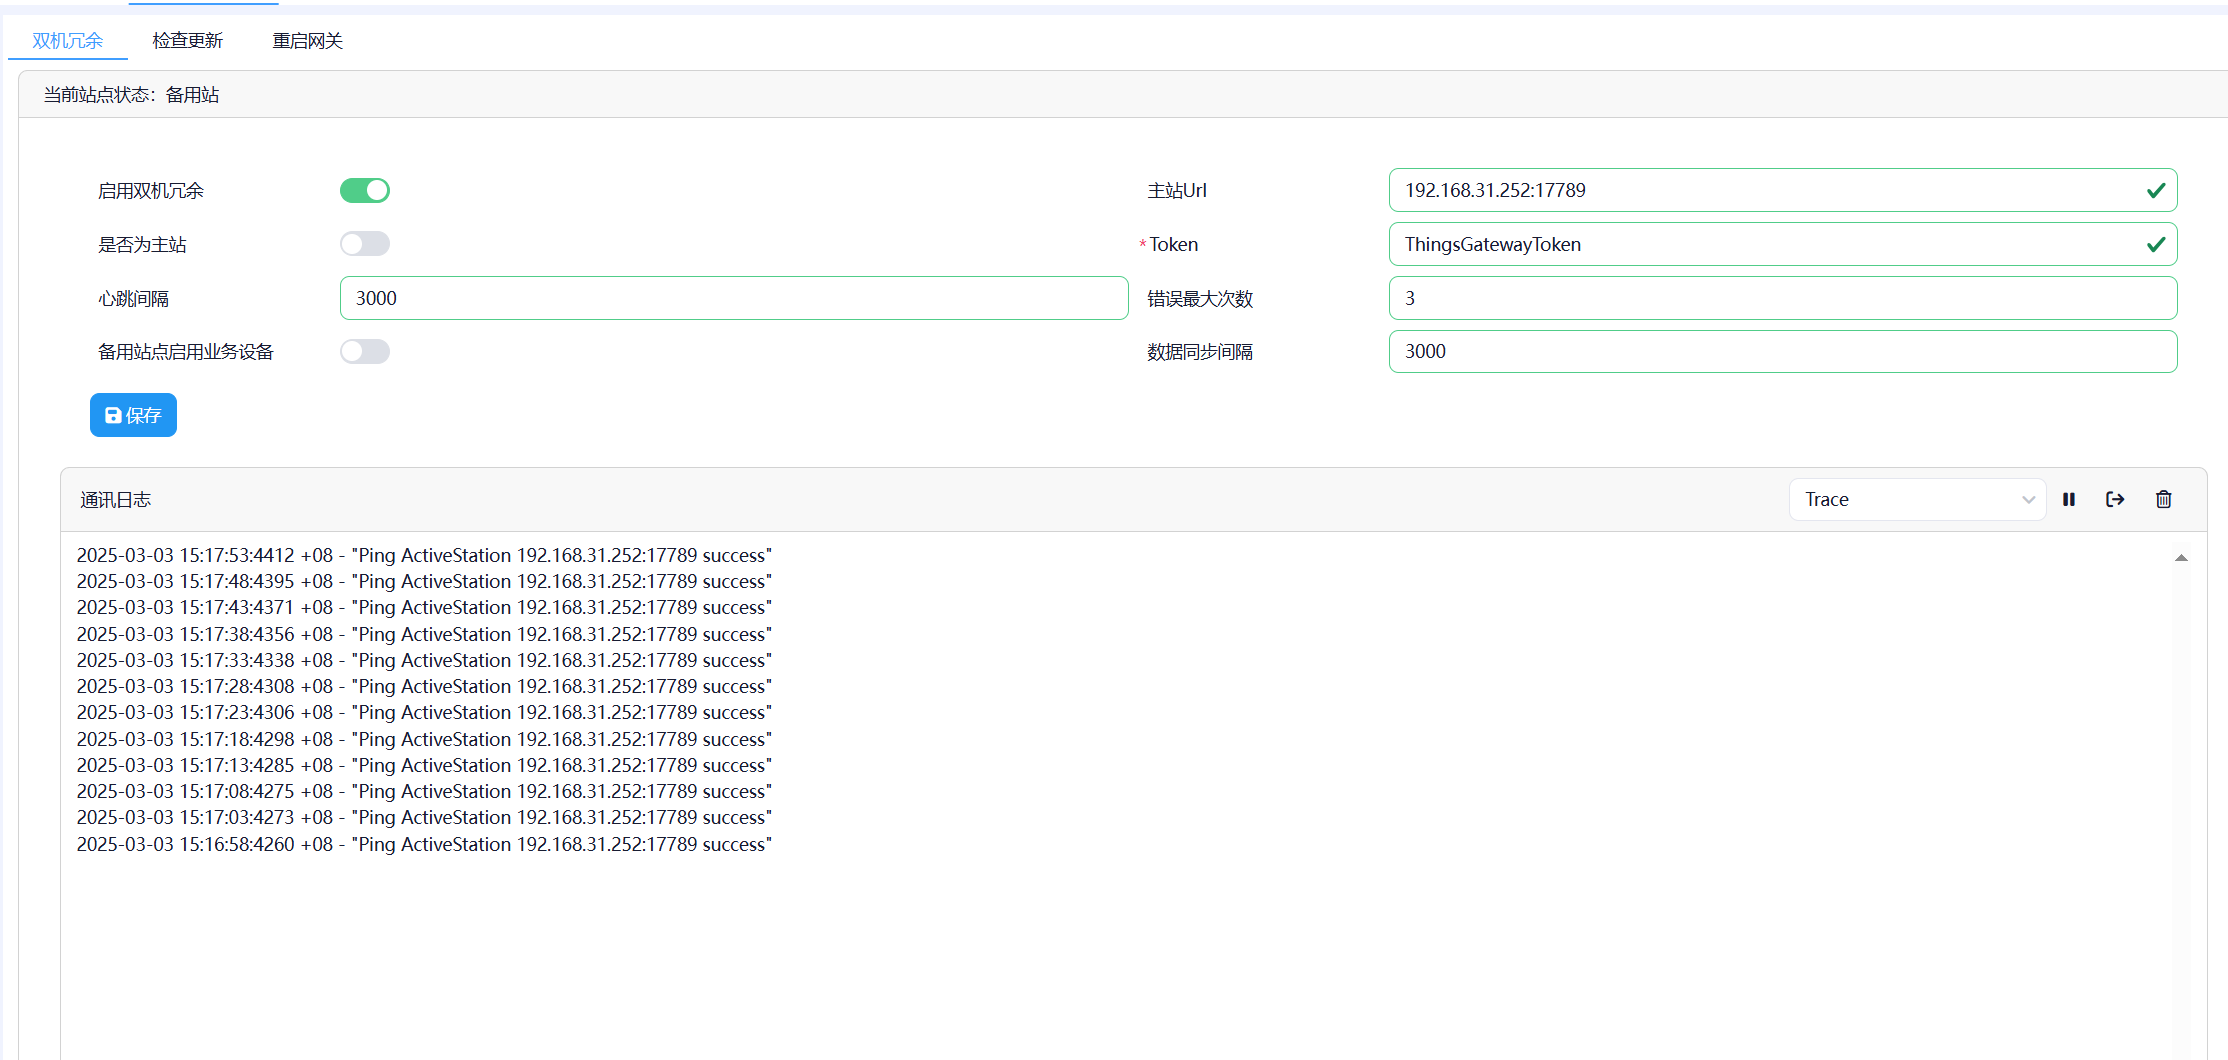 双机冗余 检查更新 重启网关
当前站点状态：备用站
启用双机冗余 主站Url 192.168.31.252:17789
是否为主站 *Token ThingsGatewayToken
心跳间隔 3000 错误最大次数 3
备用站点启用业务设备 数据同步间隔 3000
保存
通讯日志 Trace
2025-03-03 15:17:53:4412 +08 - "Ping ActiveStation 192.168.31.252:17789 success"
2025-03-03 15:17:48:4395 +08 - "Ping ActiveStation 192.168.31.252:17789 success"
2025-03-03 15:17:43:4371 +08 - "Ping ActiveStation 192.168.31.252:17789 success"
2025-03-03 15:17:38:4356 +08 - "Ping ActiveStation 192.168.31.252:17789 success"
2025-03-03 15:17:33:4338 +08 - "Ping ActiveStation 192.168.31.252:17789 success"
2025-03-03 15:17:28:4308 +08 - "Ping ActiveStation 192.168.31.252:17789 success"
2025-03-03 15:17:23:4306 +08 - "Ping ActiveStation 192.168.31.252:17789 success"
2025-03-03 15:17:18:4298 +08 - "Ping ActiveStation 192.168.31.252:17789 success"
2025-03-03 15:17:13:4285 +08 - "Ping ActiveStation 192.168.31.252:17789 success"
2025-03-03 15:17:08:4275 +08 - "Ping ActiveStation 192.168.31.252:17789 success"
2025-03-03 15:17:03:4273 +08 - "Ping ActiveStation 192.168.31.252:17789 success"
2025-03-03 15:16:58:4260 +08 - "Ping ActiveStation 192.168.31.252:17789 success"